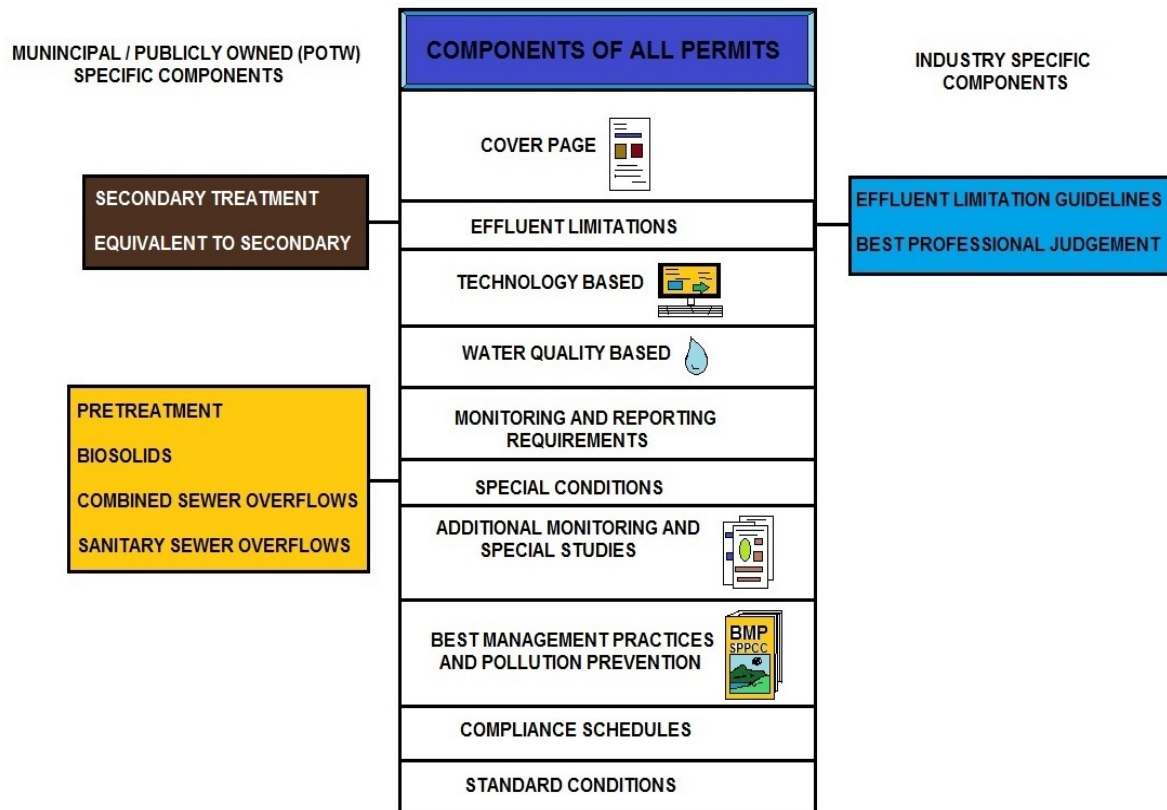 MUNINCIPAL / PUBLICLY OWNED (POTW)
SPECIFIC COMPONENTS
COMPONENTS OF ALL PERMITS
INDUSTRY SPECIFIC
COMPONENTS
COVER PAGE
SECONDARY TREATMENT
EQUIVALENT TO SECONDARY
EFFLUENT LIMITATIONS
EFFLUENT LIMITATION GUIDELINES
BEST PROFESSIONAL JUDGEMENT
TECHNOLOGY BASED
WATER QUALITY BASED
PRETREATMENT
BIOSOLIDS
COMBINED SEWER OVERFLOWS
SANITARY SEWER OVERFLOWS
MONITORING AND REPORTING
REQUIREMENTS
SPECIAL CONDITIONS
ADDITIONAL MONITORING AND
SPECIAL STUDIES
BEST MANAGEMENT PRACTICES
AND POLLUTION PREVENTION
BMP
SPPCC
COMPLIANCE SCHEDULES
STANDARD CONDITIONS